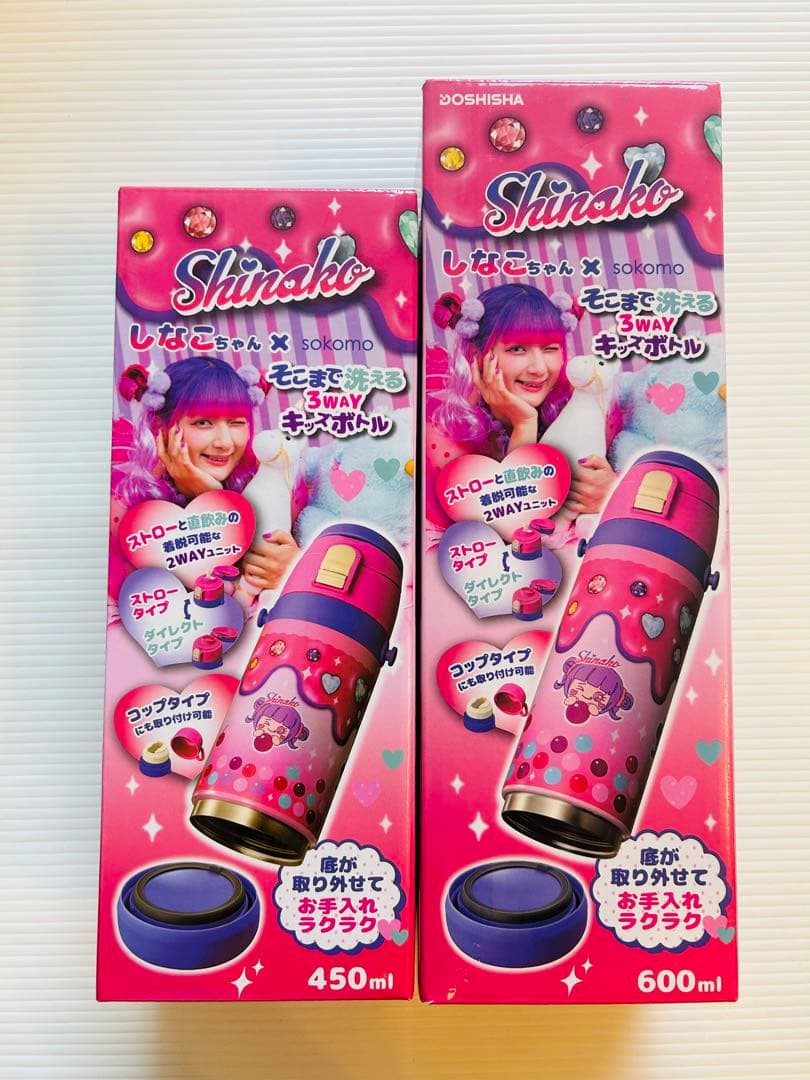 Shinako
しなこちゃん × sokomo
そこまで洗える
3WAY
キッズボトル
ストローと直飲みの
着脱可能な
2WAYユニット
ストロー
タイプ
ダイレクト
タイプ
コップタイプ
にも取り付け可能
Shinako
底が
取り外せて
お手入れ
ラクラク
450ml
DOSHISHA
Shinako
しなこちゃん × sokomo
そこまで洗える
3WAY
キッズボトル
ストローと直飲みの
着脱可能な
2WAYユニット
ストロー
タイプ
ダイレクト
タイプ
コップタイプ
にも取り付け可能
Shinako
底が
取り外せて
お手入れ
ラクラク
600ml